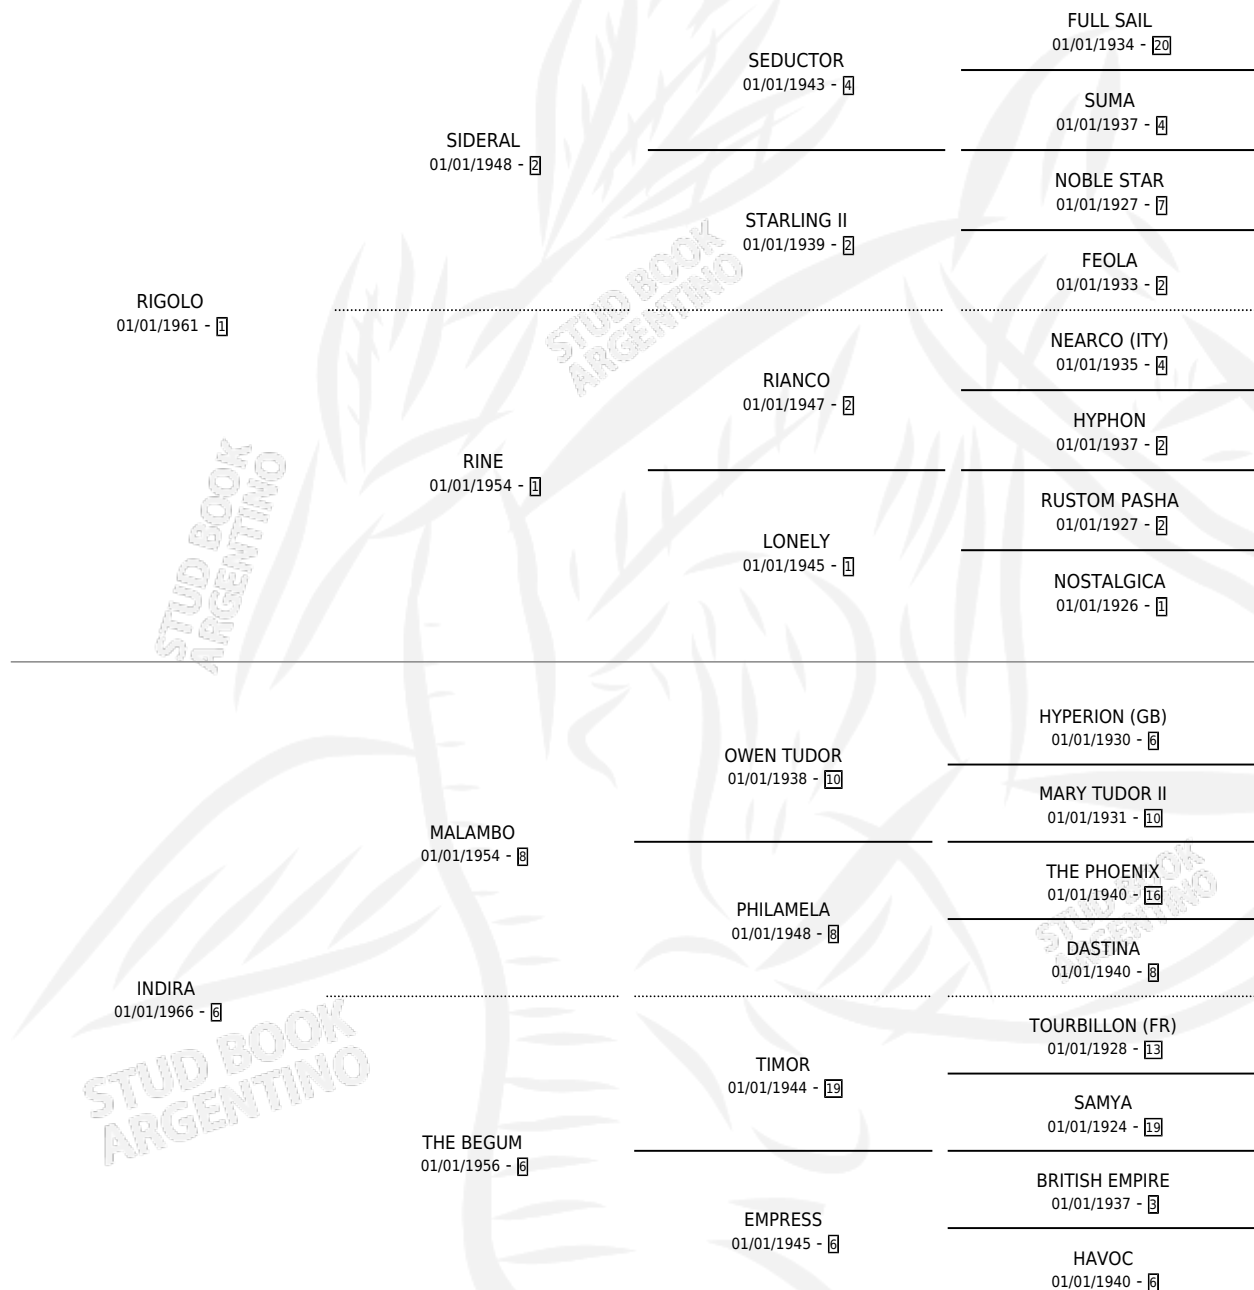 FULL SAIL
01/01/1934 - 20
SEDUCTOR
01/01/1943 - 4
SUMA
01/01/1937 - 4
SIDERAL
01/01/1948 - 2
NOBLE STAR
01/01/1927 - 7
STARLING II
01/01/1939 - 2
FEOLA
01/01/1933 - 2
RIGOLO
01/01/1961 - 1
NEARCO (ITY)
01/01/1935 - 4
RIANCO
01/01/1947 - 2
HYPHON
01/01/1937 - 2
RINE
01/01/1954 - 1
RUSTOM PASHA
01/01/1927 - 2
LONELY
01/01/1945 - 1
NOSTALGICA
01/01/1926 - 1
HYPERION (GB)
01/01/1930 - 6
OWEN TUDOR
01/01/1938 - 10
MARY TUDOR II
01/01/1931 - 10
MALAMBO
01/01/1954 - 8
THE PHOENIX
01/01/1940 - 16
PHILAMELA
01/01/1948 - 8
DASTINA
01/01/1940 - 8
INDIRA
01/01/1966 - 6
TOURBILLON (FR)
01/01/1928 - 13
TIMOR
01/01/1944 - 19
SAMYA
01/01/1924 - 19
THE BEGUM
01/01/1956 - 6
BRITISH EMPIRE
01/01/1937 - 3
EMPRESS
01/01/1945 - 6
HAVOC
01/01/1940 - 6
STUD BOOK
ARGENTINO
STUD BOOK
ARGENTINO
STUD BOOK
ARGENTINO
STUD BOOK
ARGENTINO